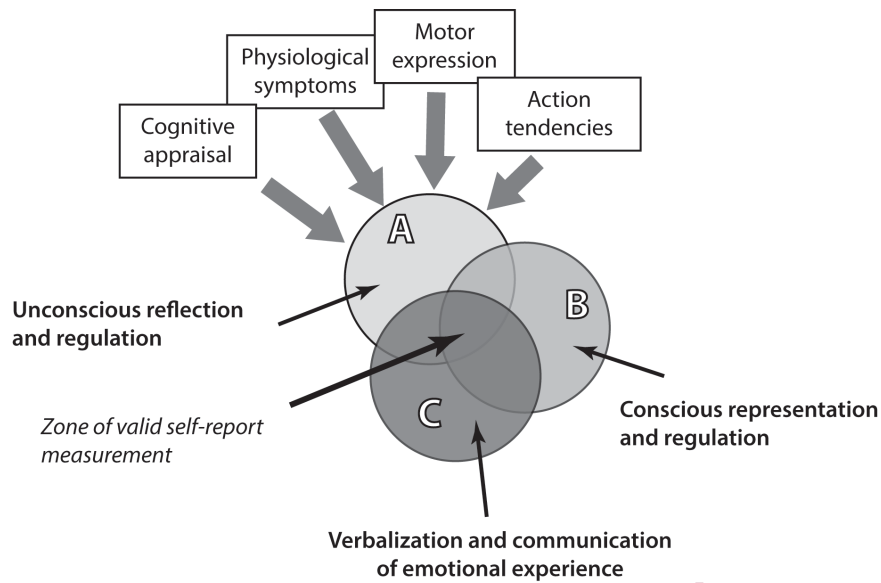 Motor
expression
Physiological
symptoms
Action
tendencies
Cognitive
appraisal
A
B
C
Unconscious reflection
and regulation
Zone of valid self-report
measurement
Conscious representation
and regulation
Verbalization and communication
of emotional experience